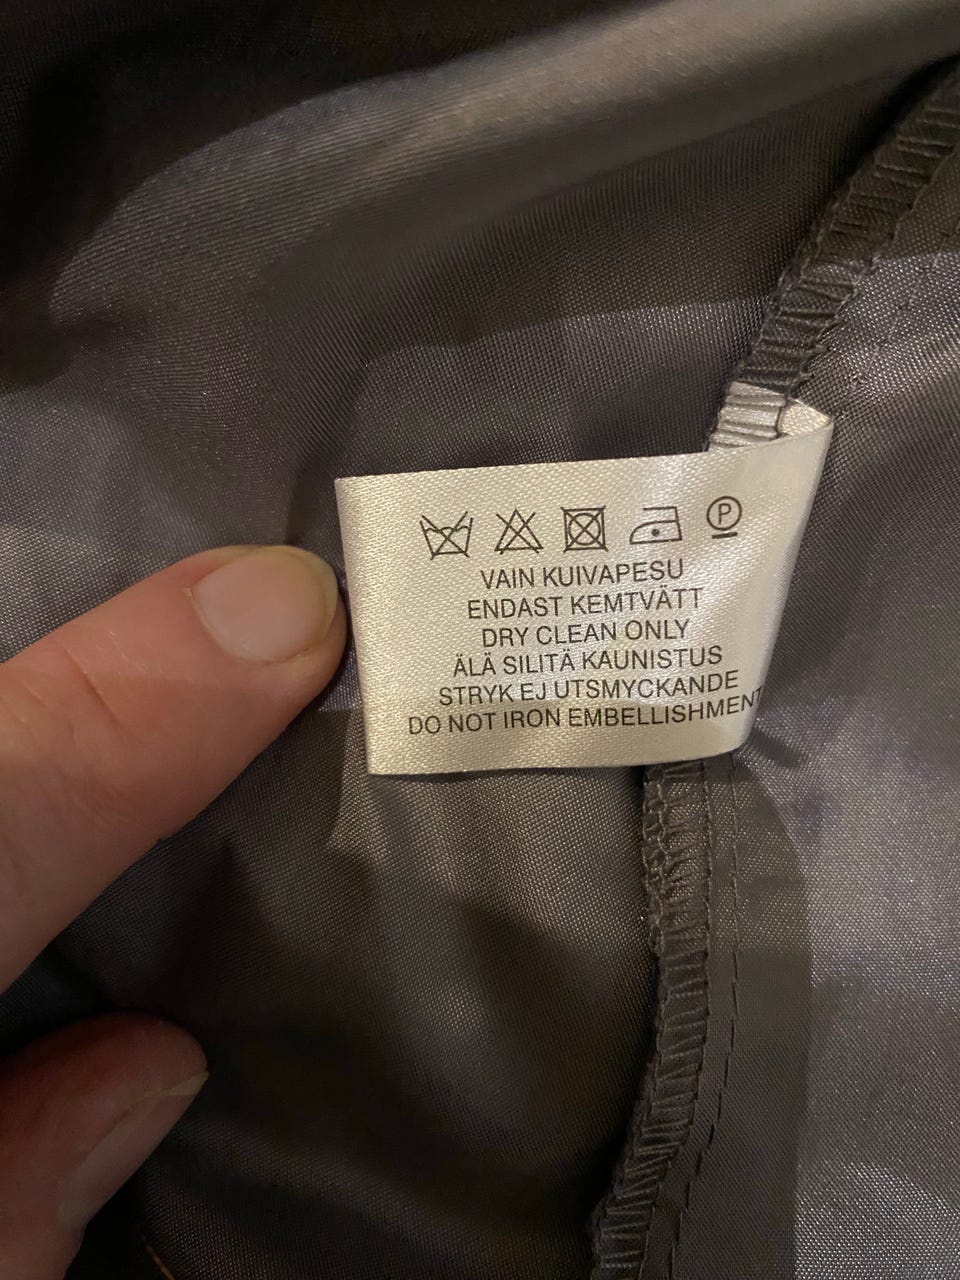 P
VAIN KUIVAPESU
ENDAST KEMTVÄTT
DRY CLEAN ONLY
ÄLÄ SILITÄ KAUNISTUS
STRYK EJ UTSMYCKANDE
DO NOT IRON EMBELLISHMENT